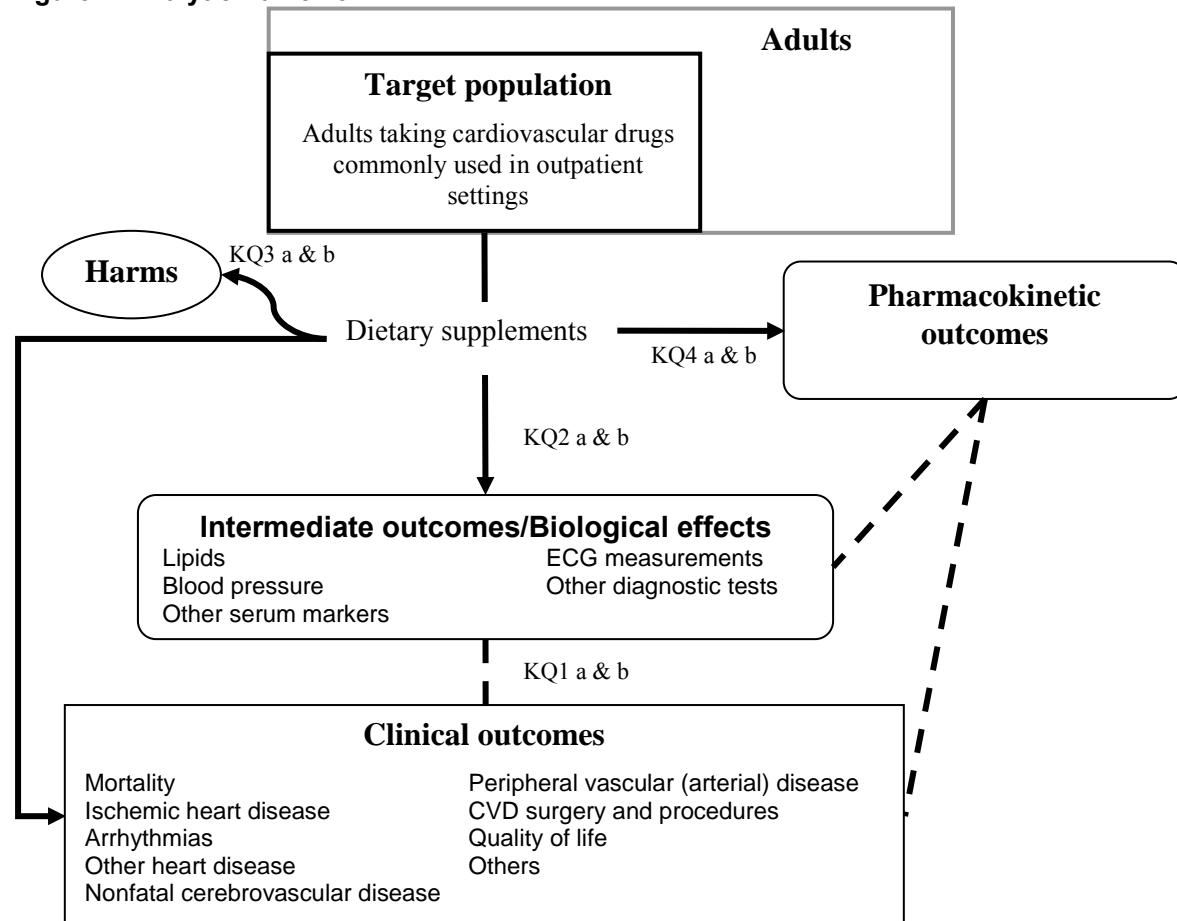 Adults
Target population
Adults taking cardiovascular drugs
commonly used in outpatient
settings
KQ3 a & b
Harms
Pharmacokinetic
outcomes
Dietary supplements
KQ4 a & b
KQ2 a & b
Intermediate outcomes/Biological effects
Lipids
Blood pressure
Other serum markers
ECG measurements
Other diagnostic tests
KQ1 a & b
Clinical outcomes
Mortality
Ischemic heart disease
Arrhythmias
Other heart disease
Nonfatal cerebrovascular disease
Peripheral vascular (arterial) disease
CVD surgery and procedures
Quality of life
Others